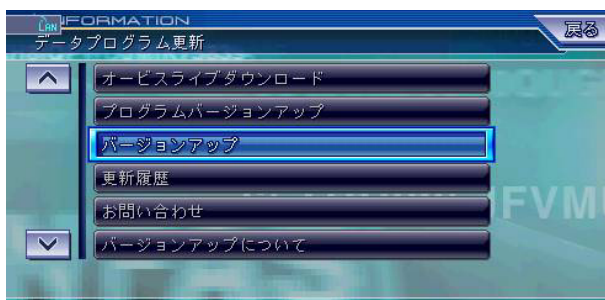 LAN INFORMATION
データプログラム更新
戻る
オービスライブダウンロード
プログラムバージョンアップ
バージョンアップ
更新履歴
お問い合わせ
バージョンアップについて